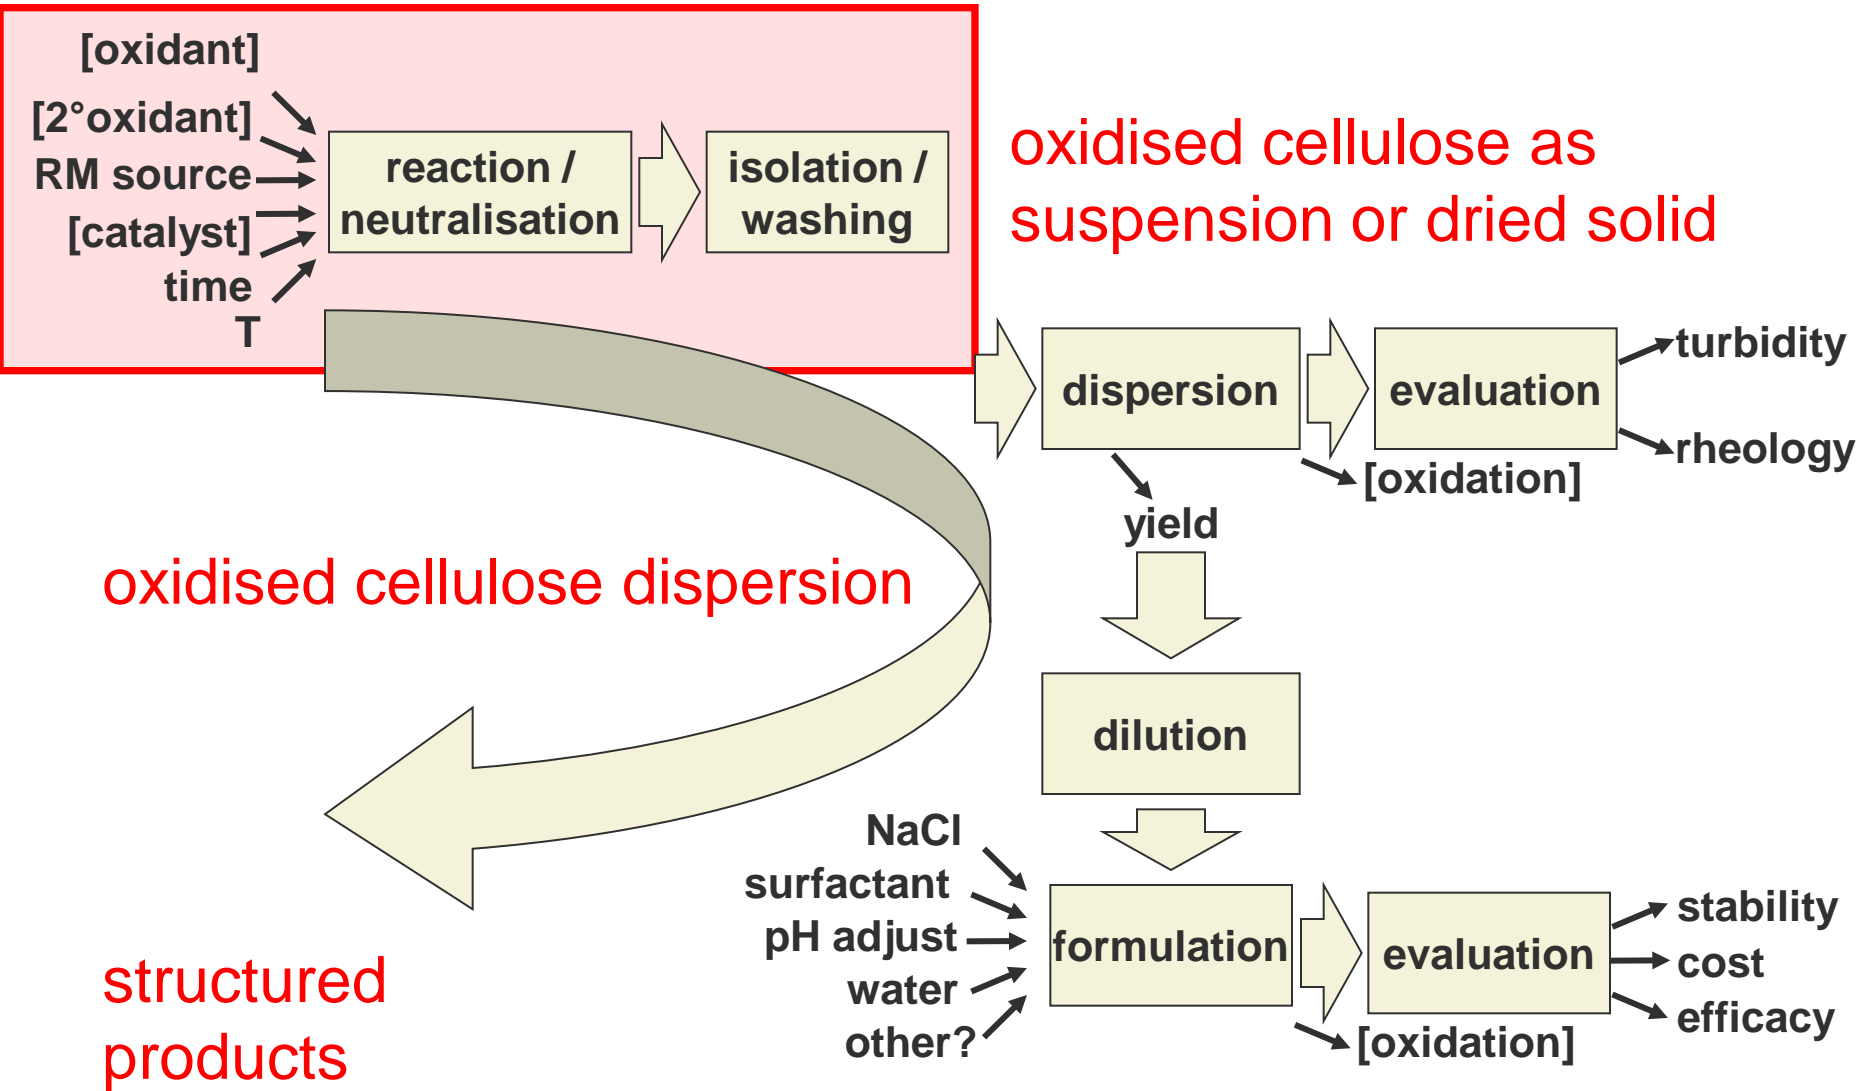 [oxidant]
[2°oxidant]
RM source
[catalyst]
time
T
reaction /
neutralisation
isolation /
washing
oxidised cellulose as
suspension or dried solid
dispersion
evaluation
turbidity
rheology
[oxidation]
yield
oxidised cellulose dispersion
dilution
NaCl
surfactant
pH adjust
water
other?
formulation
evaluation
stability
cost
efficacy
[oxidation]
structured
products